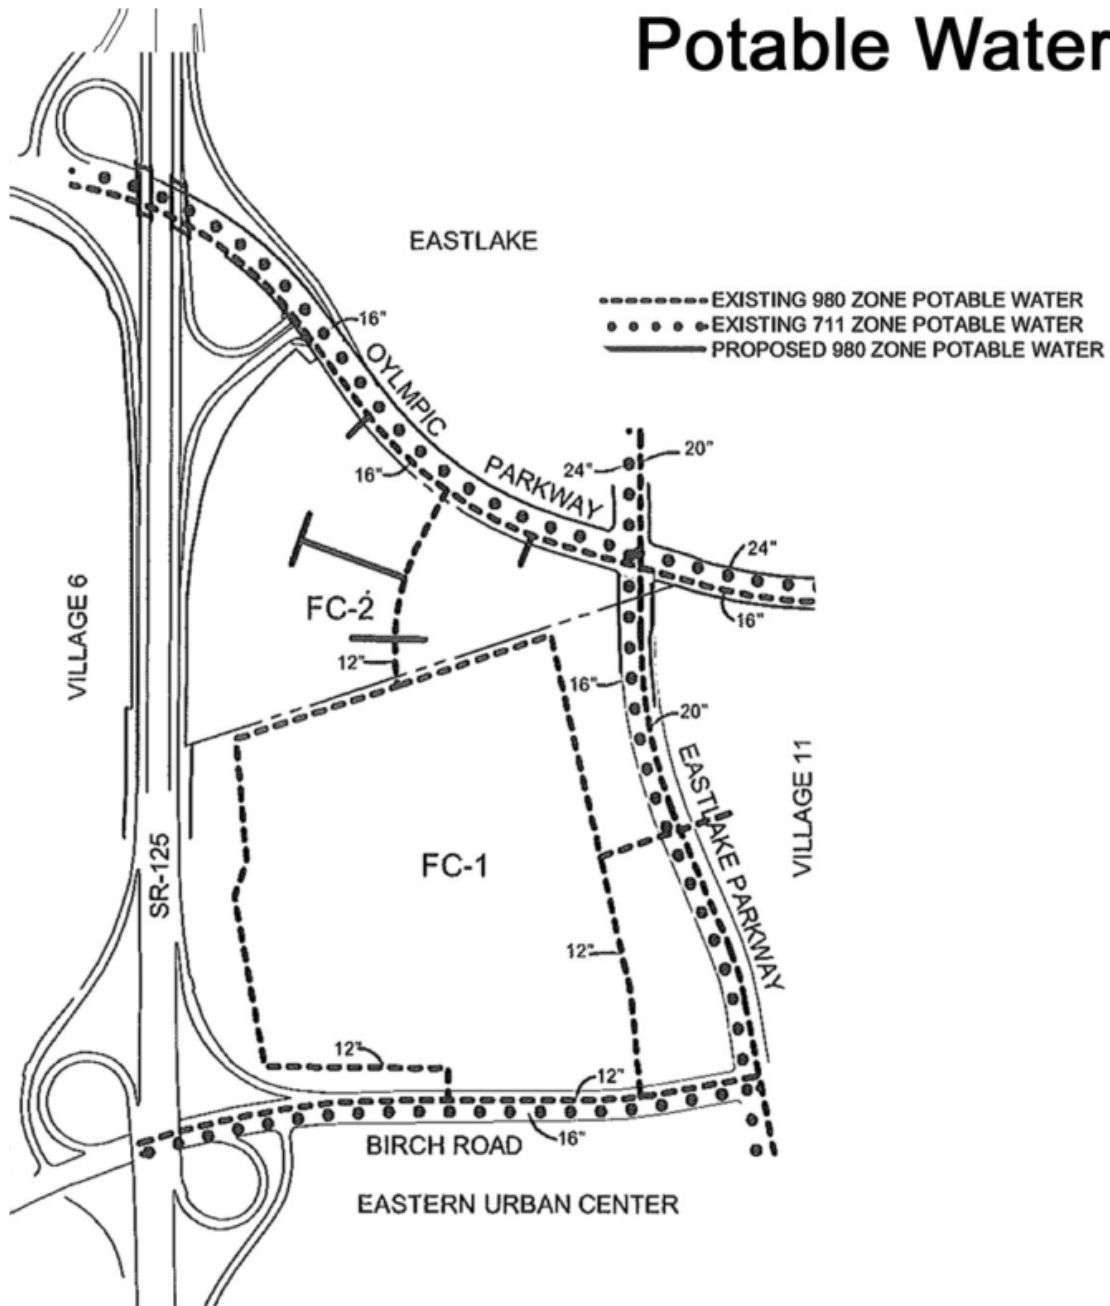 Potable Water
EASTLAKE
EXISTING 980 ZONE POTABLE WATER
EXISTING 711 ZONE POTABLE WATER
PROPOSED 980 ZONE POTABLE WATER
16"
OYLMPIC
PARKWAY
16"
24"
20"
24"
16"
FC-2
12"
VILLAGE 6
16"
20"
EASTLAKE PARKWAY
VILLAGE 11
SR-125
FC-1
12"
12"
12"
16"
BIRCH ROAD
EASTERN URBAN CENTER